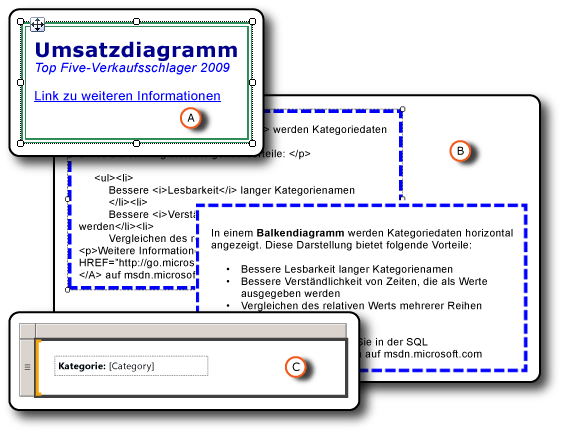 Umsatzdiagramm
Top Five-Verkaufsschlager 2009
Link zu weiteren Informationen
A
> werden Kategoriedaten
</p>
<ul><li>
Bessere <i>Lesbarkeit</i> langer Kategorienamen
</li><li>
Bessere <i>Verstä
werden</li><li>
Vergleichen des r
<p>Weitere Information
HREF="http://go.micros
</A> auf msdn.microsof
B
In einem Balkendiagramm werden Kategoriedaten horizontal
angezeigt. Diese Darstellung bietet folgende Vorteile:
• Bessere Lesbarkeit langer Kategorienamen
• Bessere Verständlichkeit von Zeiten, die als Werte
ausgegeben werden
• Vergleichen des relativen Werts mehrerer Reihen
Sie in der SQL
auf msdn.microsoft.com
Kategorie: [Category]
C